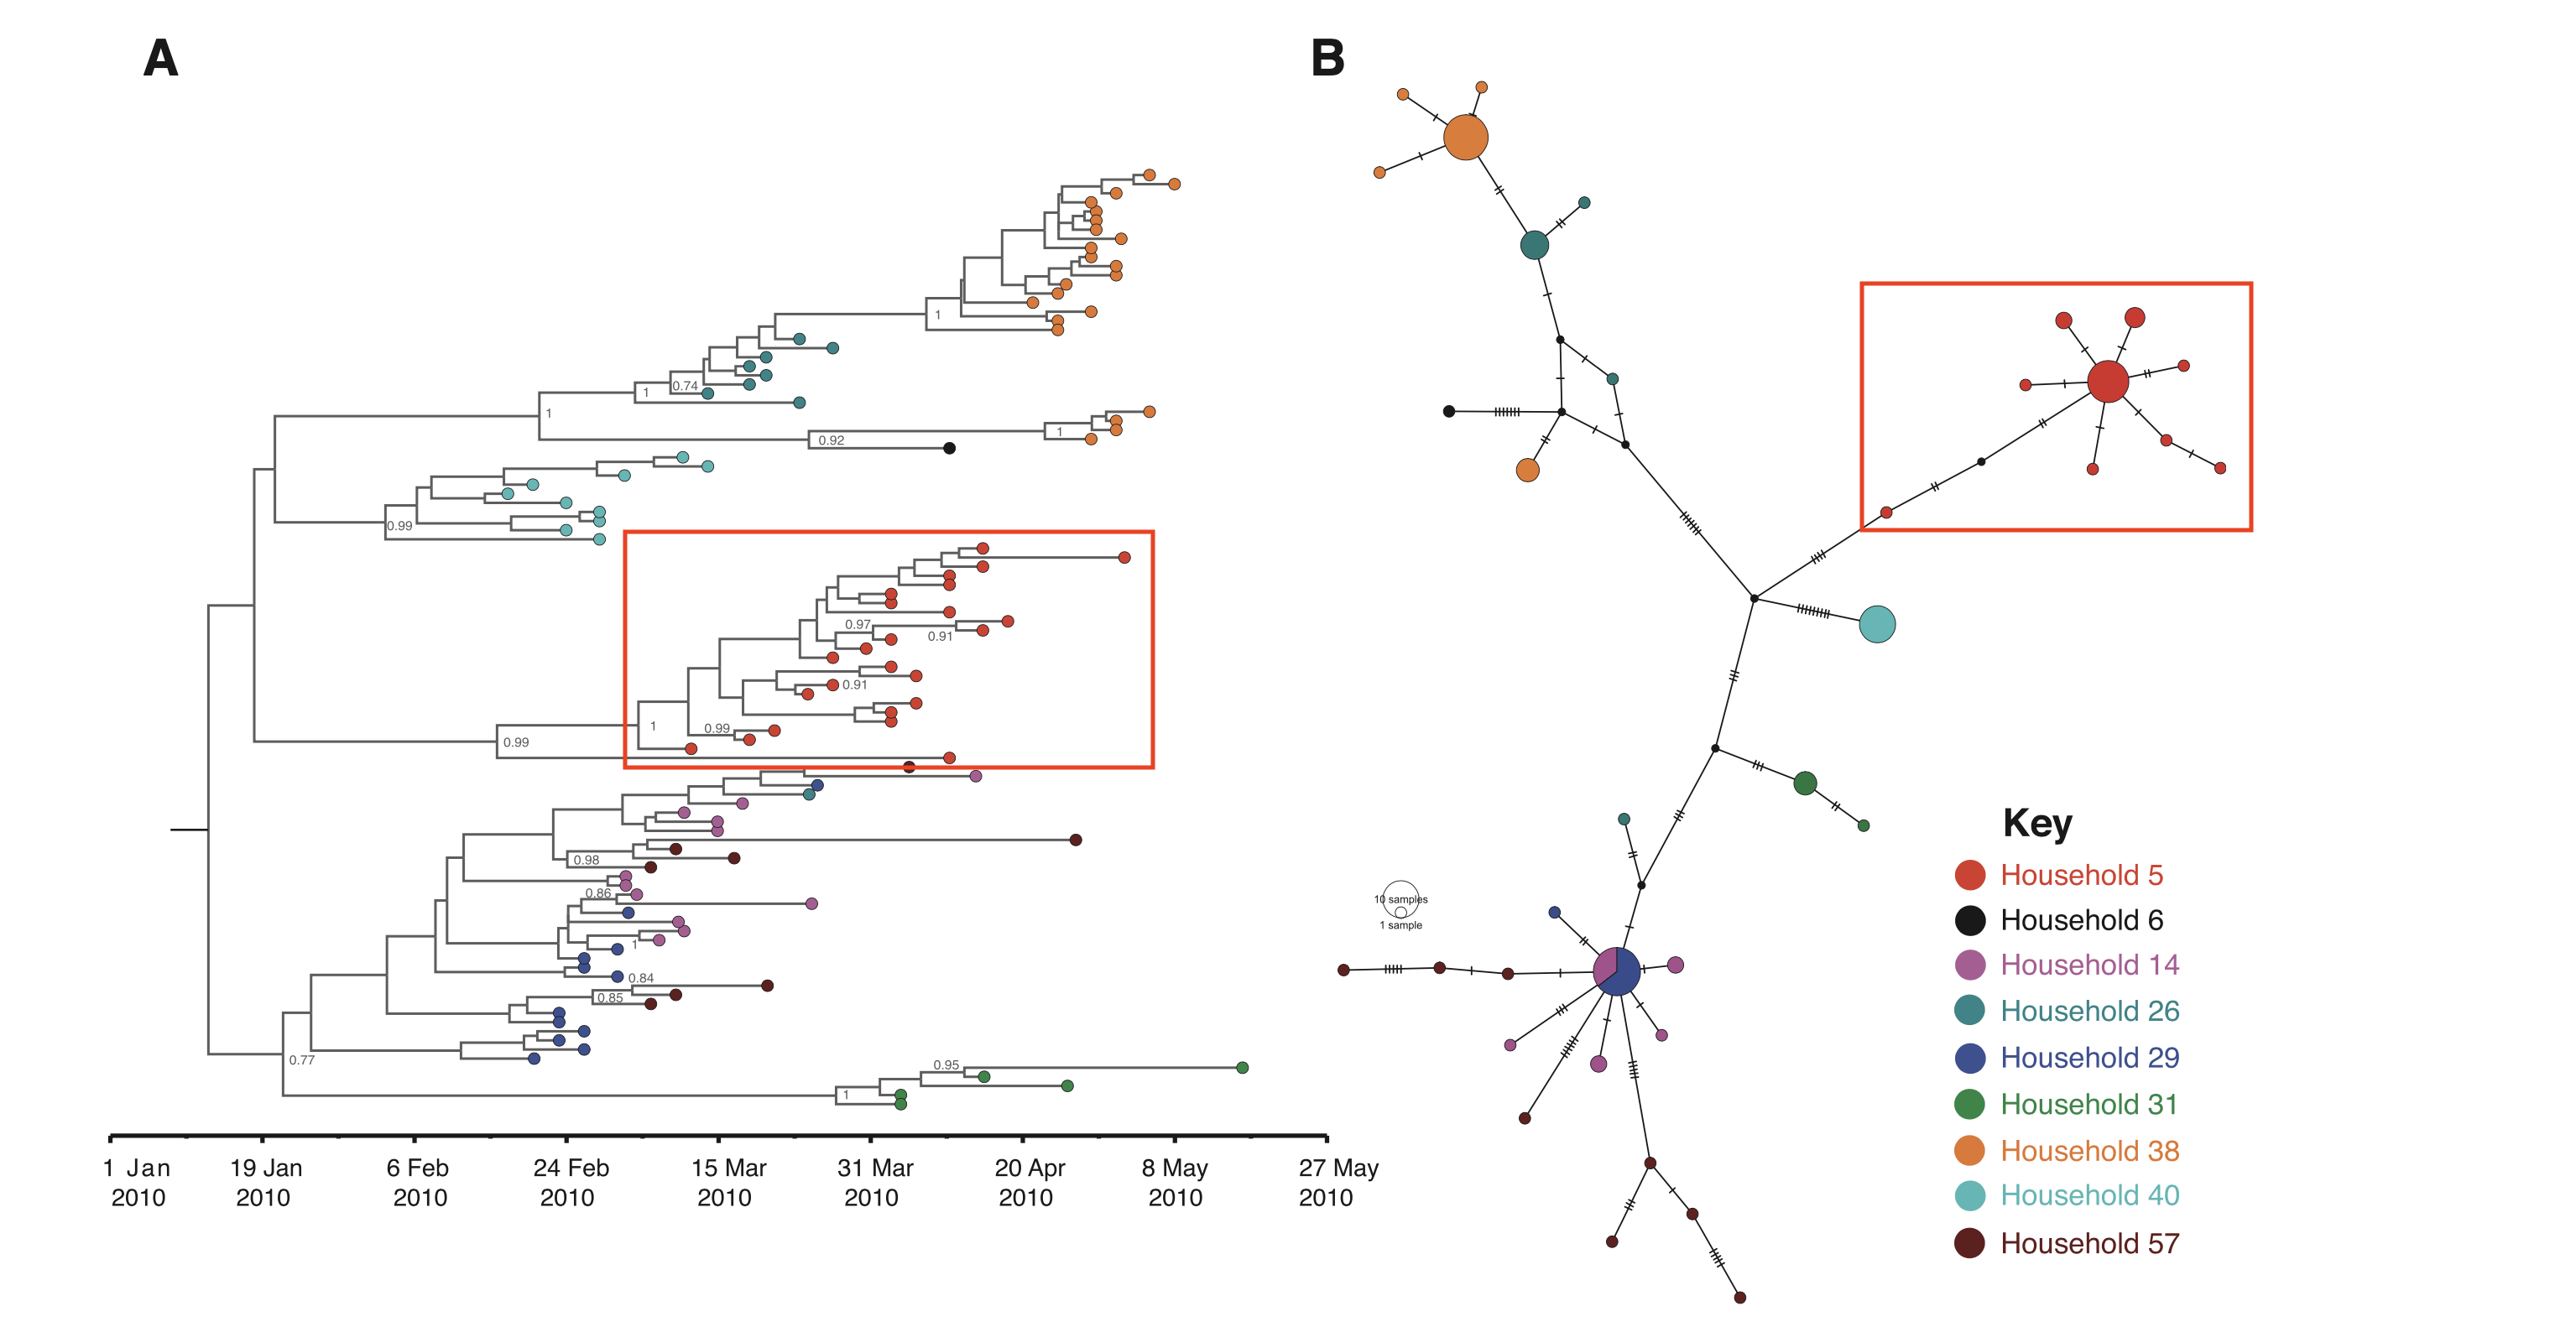 A
B
1
0.74
1
1
0.92
1
0.99
0.97
0.91
0.91
1
0.99
0.99
0.98
0.86
1
0.84
0.85
0.77
0.95
1
1 Jan 2010
19 Jan 2010
6 Feb 2010
24 Feb 2010
15 Mar 2010
31 Mar 2010
20 Apr 2010
8 May 2010
27 May 2010
10 samples
1 sample
Key
Household 5
Household 6
Household 14
Household 26
Household 29
Household 31
Household 38
Household 40
Household 57